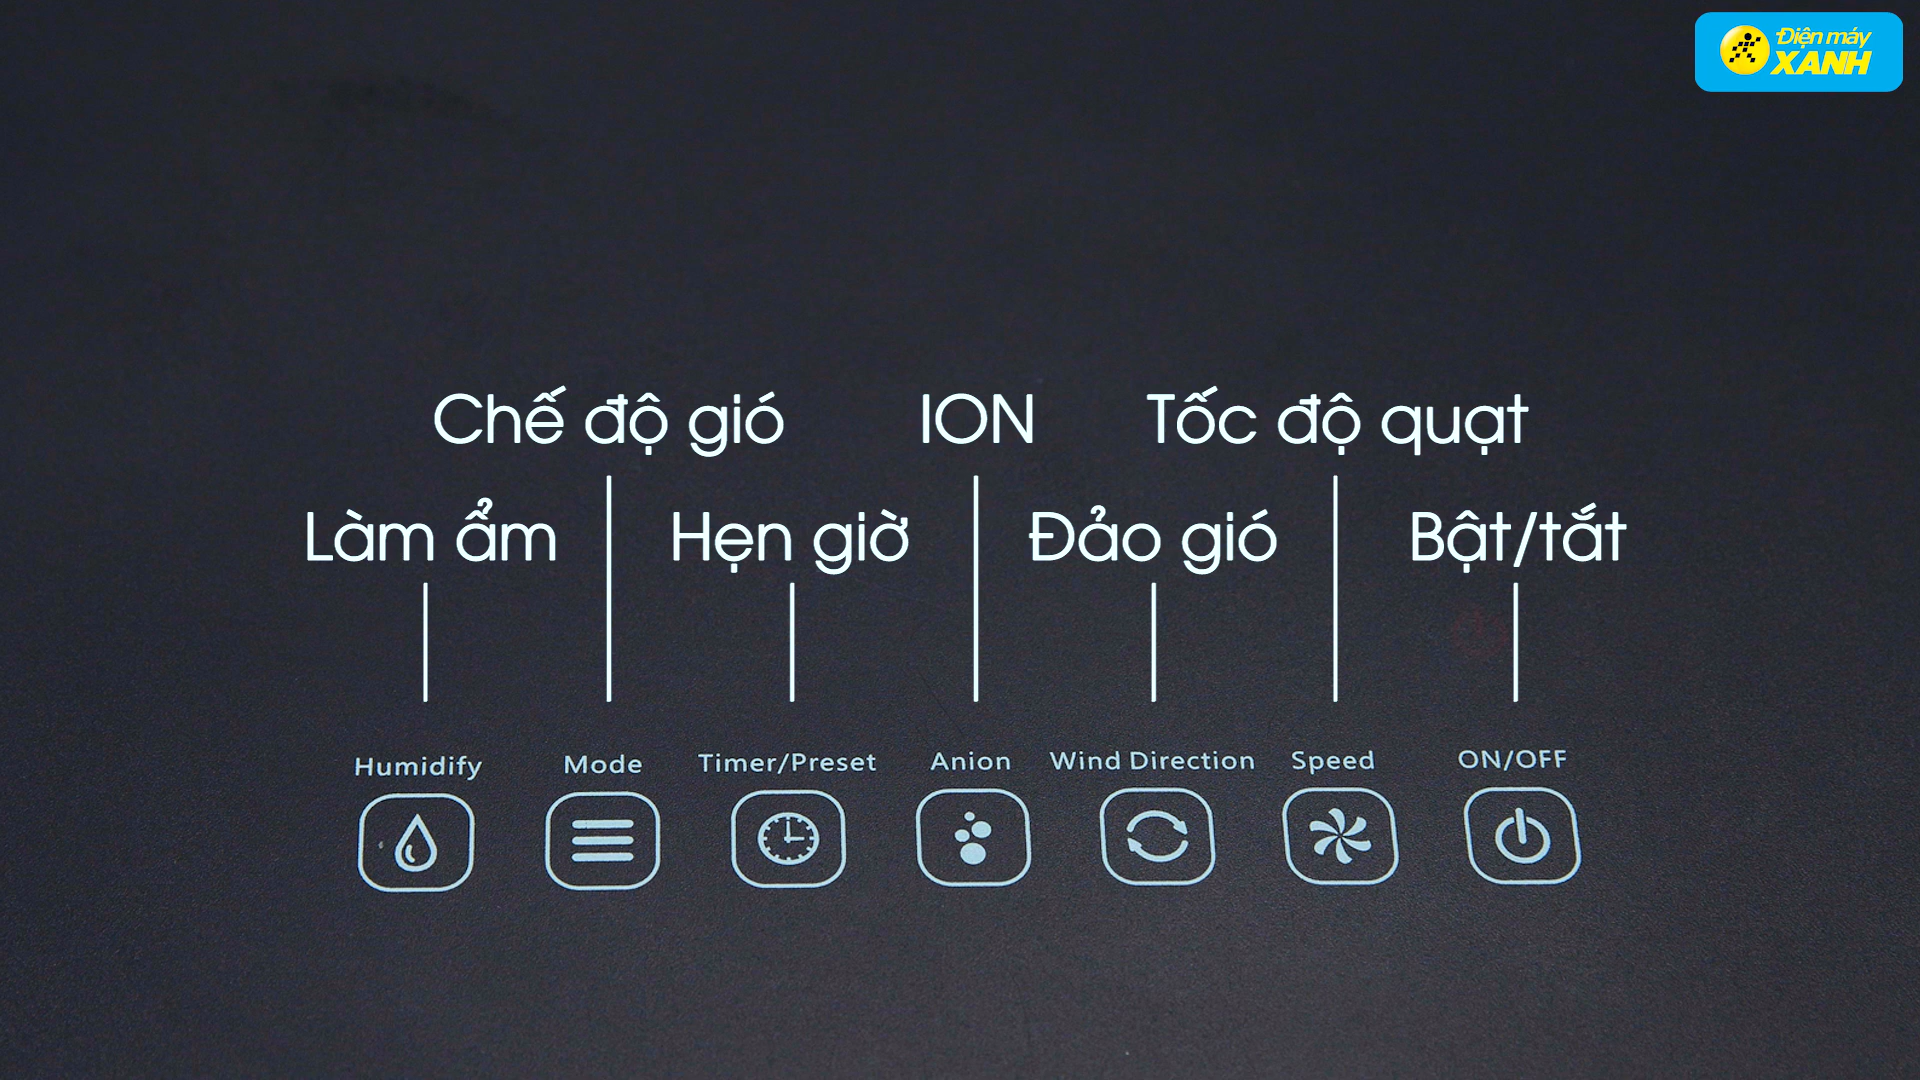 Điện máy
XANH
Chế độ gió ION Tốc độ quạt
Làm ẩm Hẹn giờ Đảo gió Bật/tắt
Humidify Mode Timer/Preset Anion Wind Direction Speed ON/OFF